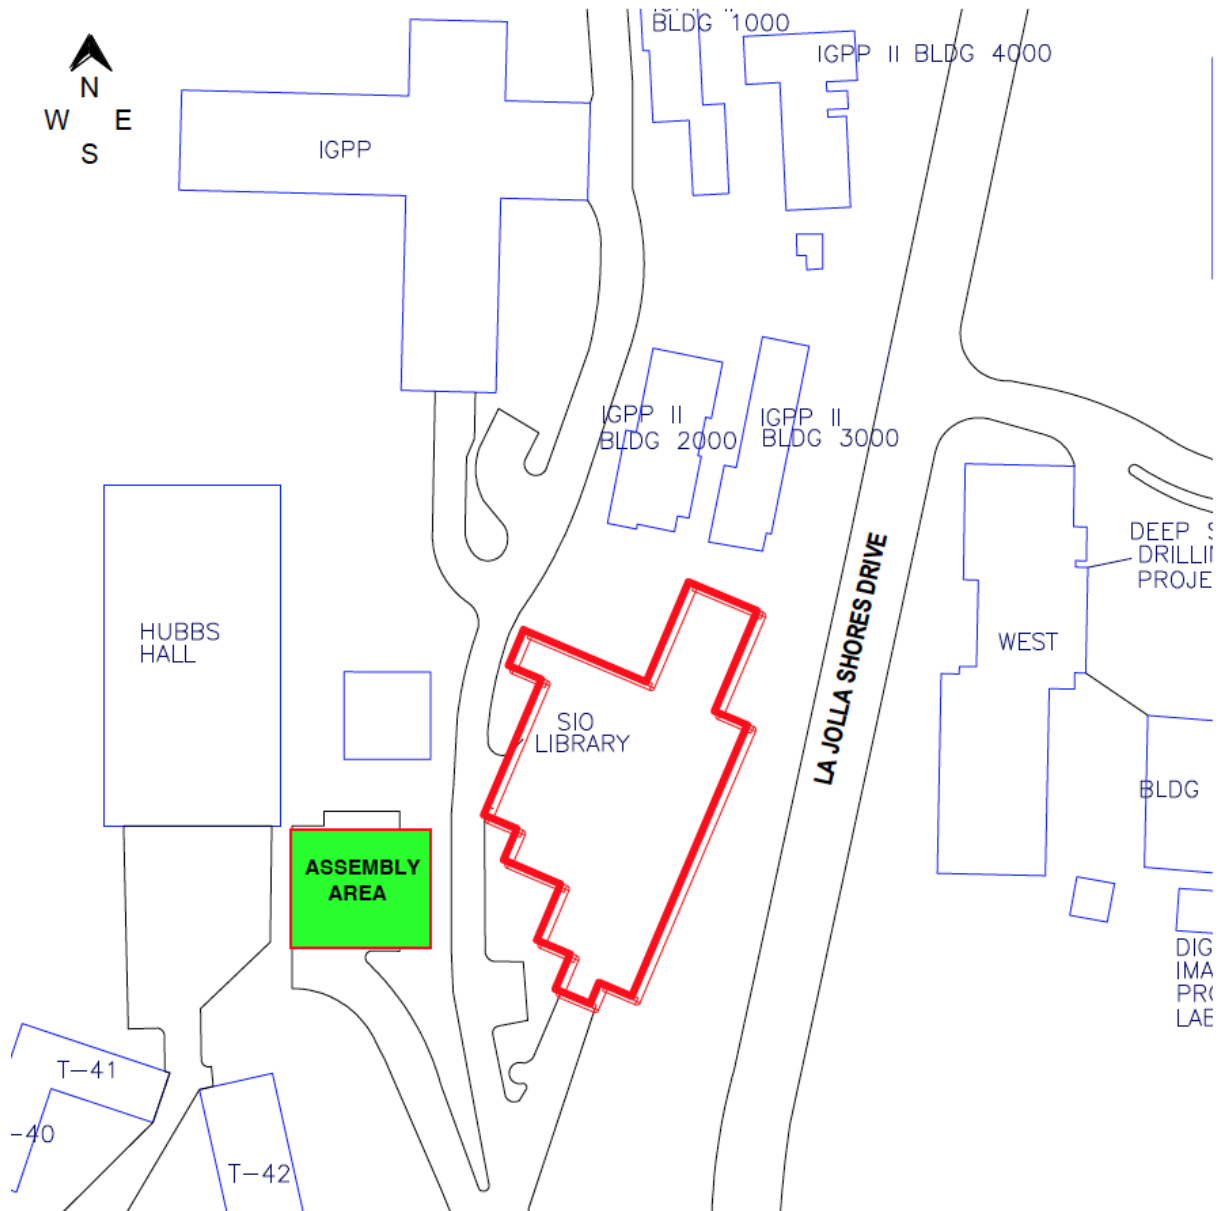 BLDG 1000
IGPP II BLDG 4000
N
W E
S
IGPP
IGPP II
BLDG 2000
IGPP II
BLDG 3000
LA JOLLA SHORES DRIVE
DEEP S
DRILLI
PROJE
HUBBS
HALL
WEST
SIO
LIBRARY
BLDG
ASSEMBLY
AREA
DIG
IMA
PRO
LAB
T-41
-40
T-42